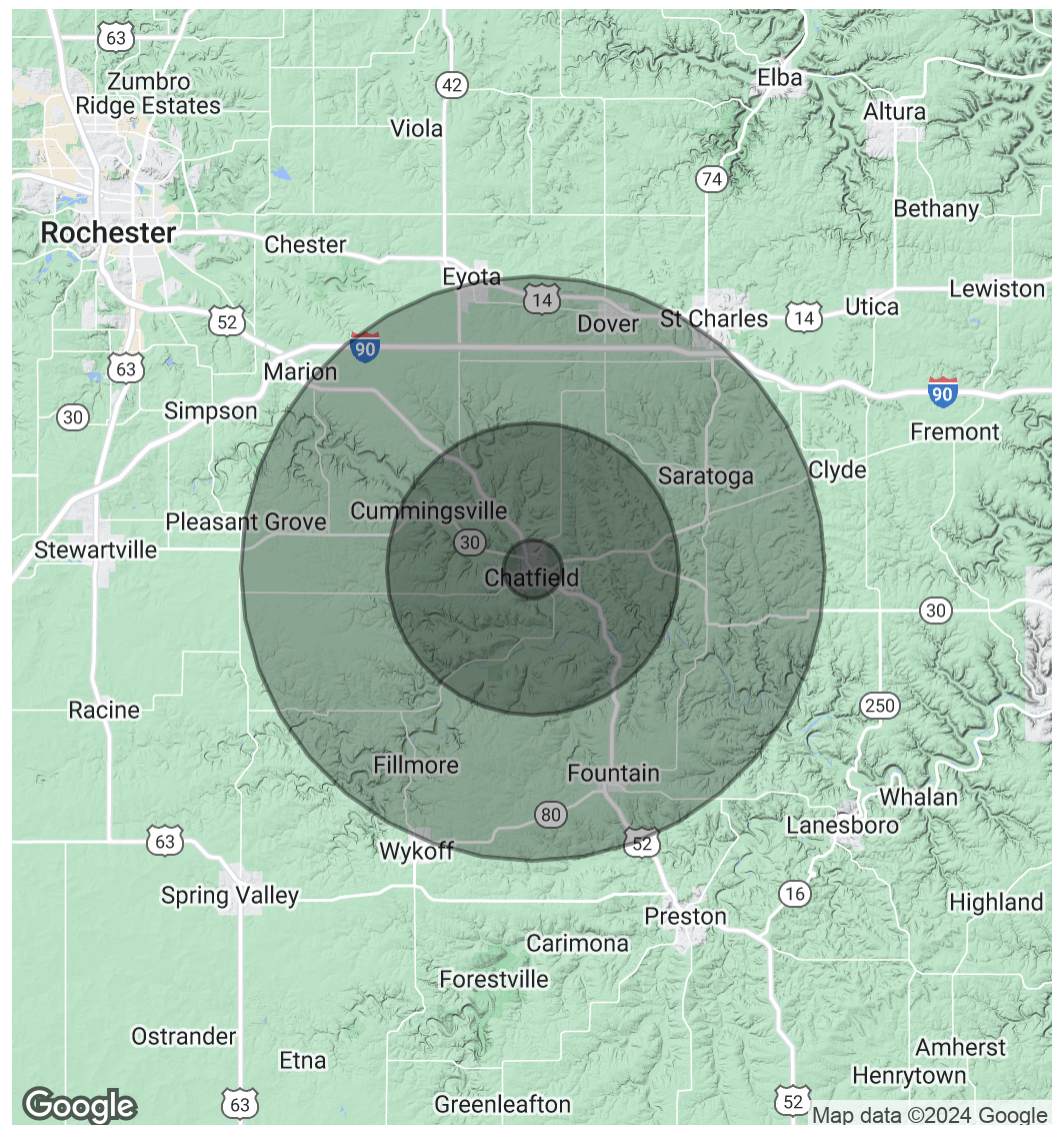 63
Zumbro
Ridge Estates
42
Elba
Altura
Viola
74
Bethany
Rochester
Chester
Eyota
14
Lewiston
Utica
52
Dover
St Charles
14
63
90
Marion
90
Simpson
30
Fremont
Saratoga
Clyde
Pleasant Grove
Cummingsville
30
Stewartville
Chatfield
30
Racine
250
Fillmore
Fountain
Whalan
80
Lanesboro
63
Wykoff
52
Spring Valley
16
Highland
Preston
Carimona
Forestville
Ostrander
Etna
Amherst
Henrytown
Google
63
Greenleafton
52
Map data ©2024 Google